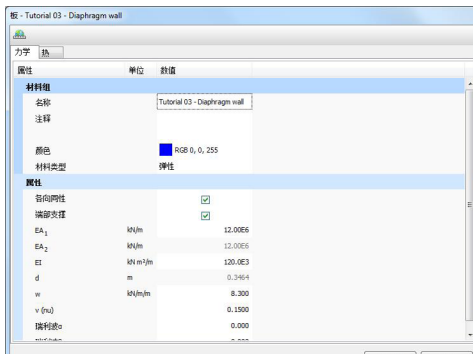 板 - Tutorial 03 - Diaphragm wall
力学 热
属性 单位 数值
材料组
名称 Tutorial 03 - Diaphragm wall
注释
颜色 RGB 0, 0, 255
材料类型 弹性
属性
各向同性
端部支撑
EA1 kN/m 12.00E6
EA2 kN/m 12.00E6
EI kN m²/m 120.0E3
d m 0.3464
w kN/m/m 8.300
v (nu) 0.1500
瑞利波α 0.000